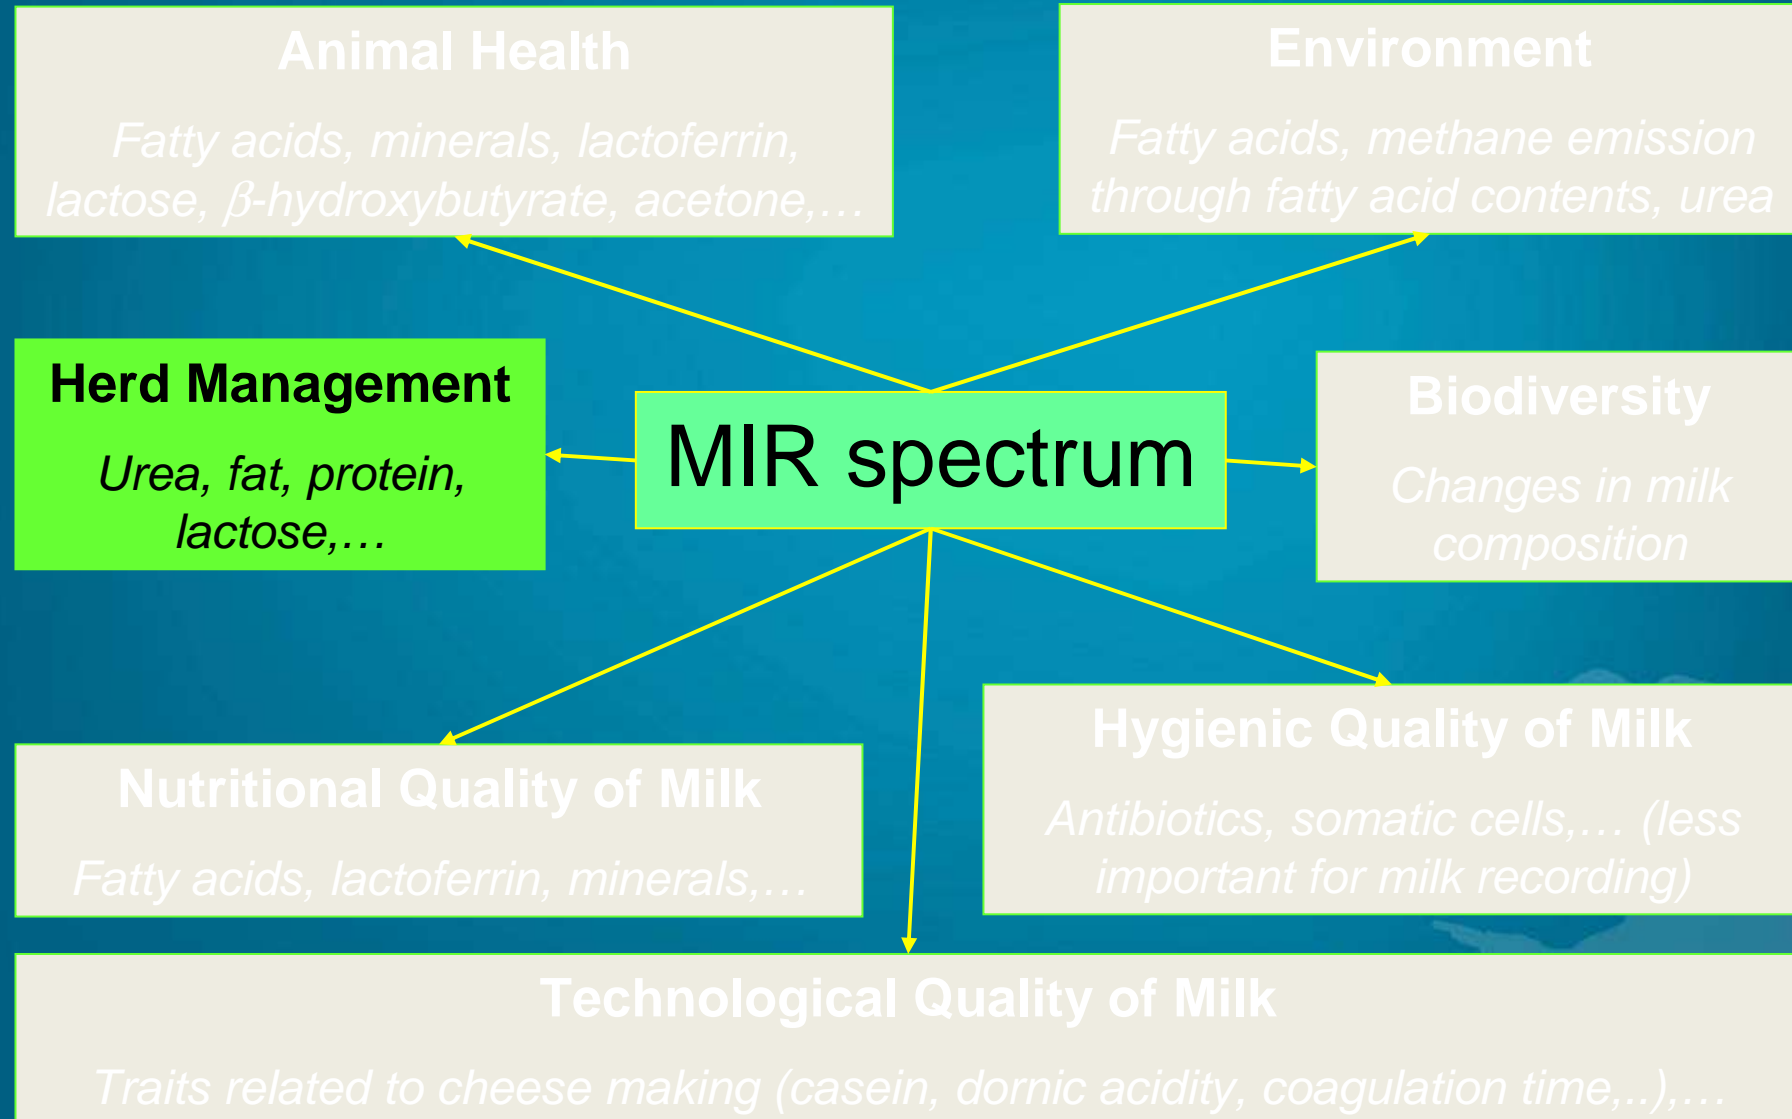 Animal Health
Fatty acids, minerals, lactoferrin,
lactose, β-hydroxybutyrate, acetone,…
Environment
Fatty acids, methane emission
through fatty acid contents, urea
Herd Management
Urea, fat, protein,
lactose,…
MIR spectrum
Biodiversity
Changes in milk
composition
Nutritional Quality of Milk
Fatty acids, lactoferrin, minerals,…
Hygienic Quality of Milk
Antibiotics, somatic cells,… (less
important for milk recording)
Technological Quality of Milk
Traits related to cheese making (casein, dornic acidity, coagulation time,..),…